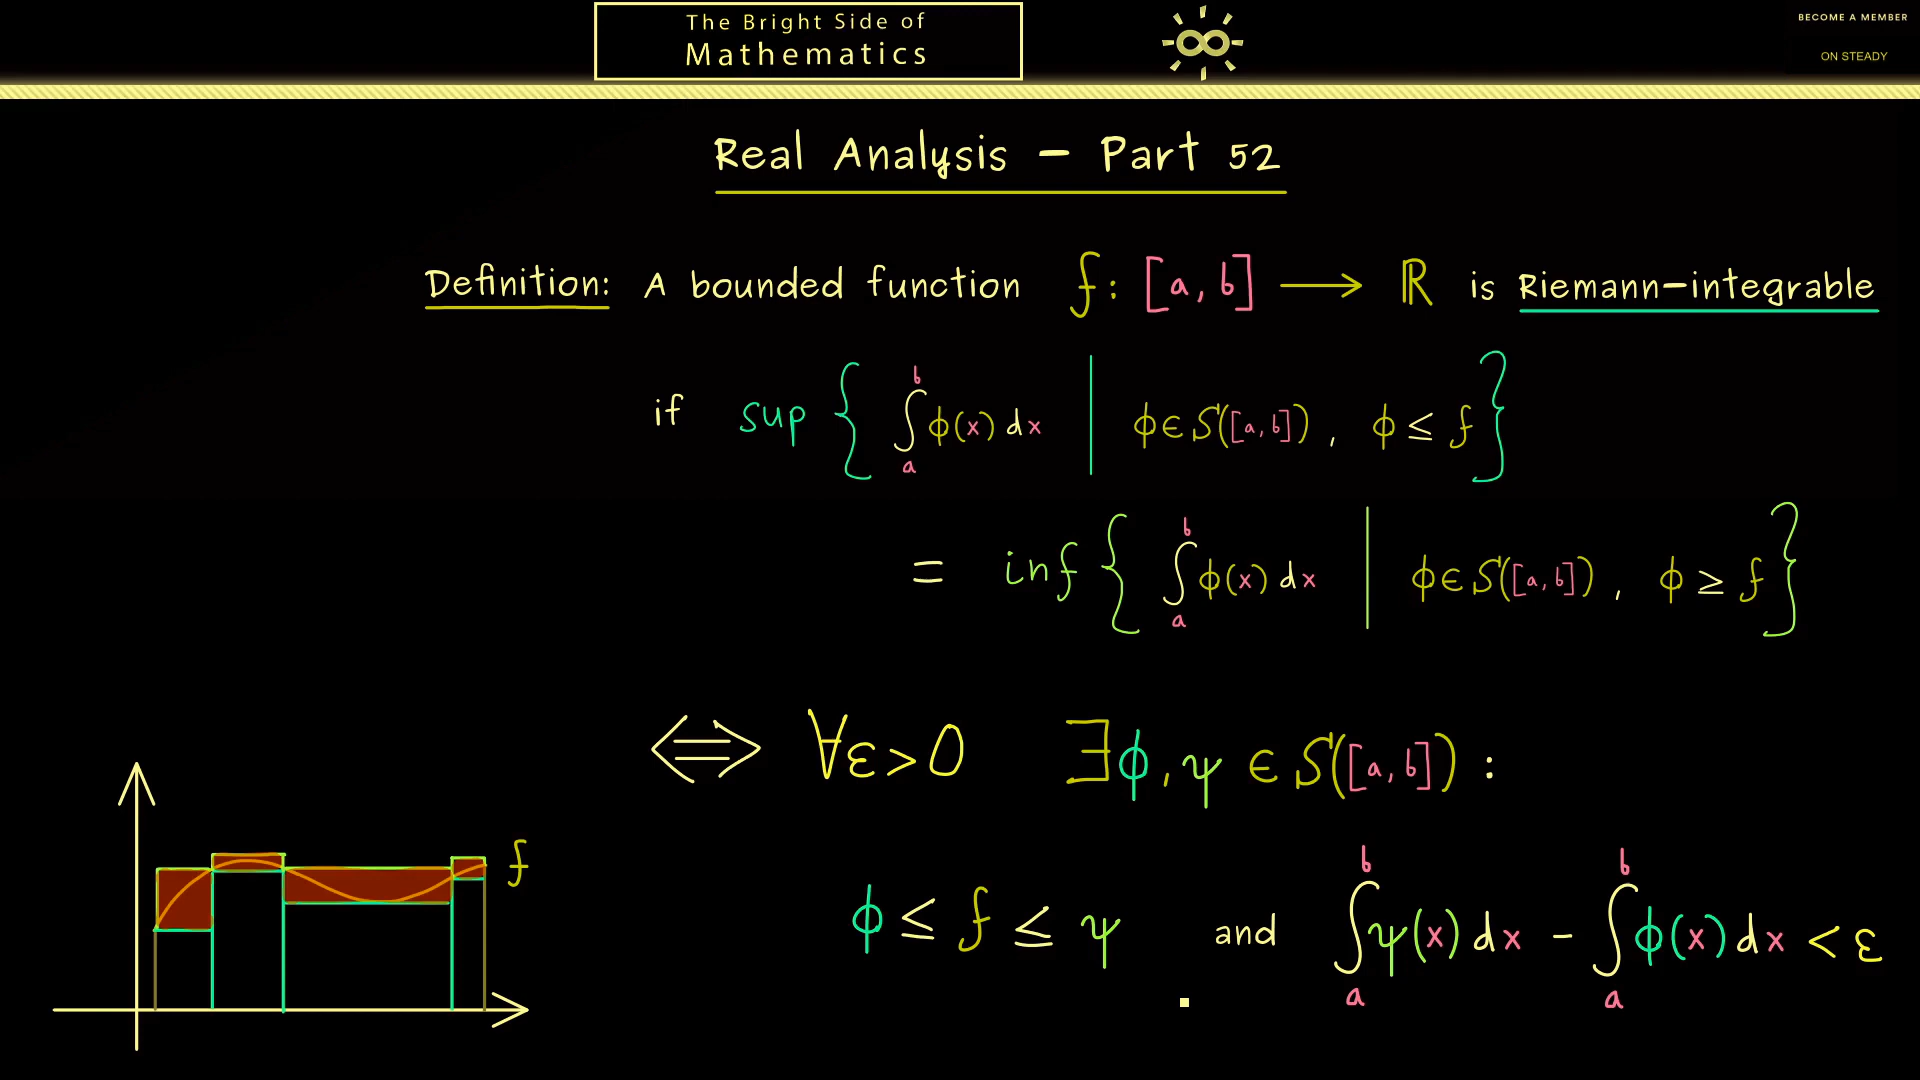 The Bright Side of
Mathematics
BECOME A MEMBER
ON STEADY
Real Analysis – Part 52
Definition: A bounded function f: [a, b] ⟶ ℝ is Riemann-integrable
if sup { ∫_a^b ϕ(x) dx | ϕ ∈ S([a, b]), ϕ ≤ f }
= inf { ∫_a^b ϕ(x) dx | ϕ ∈ S([a, b]), ϕ ≥ f }
⟺ ∀ε > 0 ∃ϕ, ψ ∈ S([a, b]) :
f
ϕ ≤ f ≤ ψ and ∫_a^b ψ(x) dx − ∫_a^b ϕ(x) dx < ε